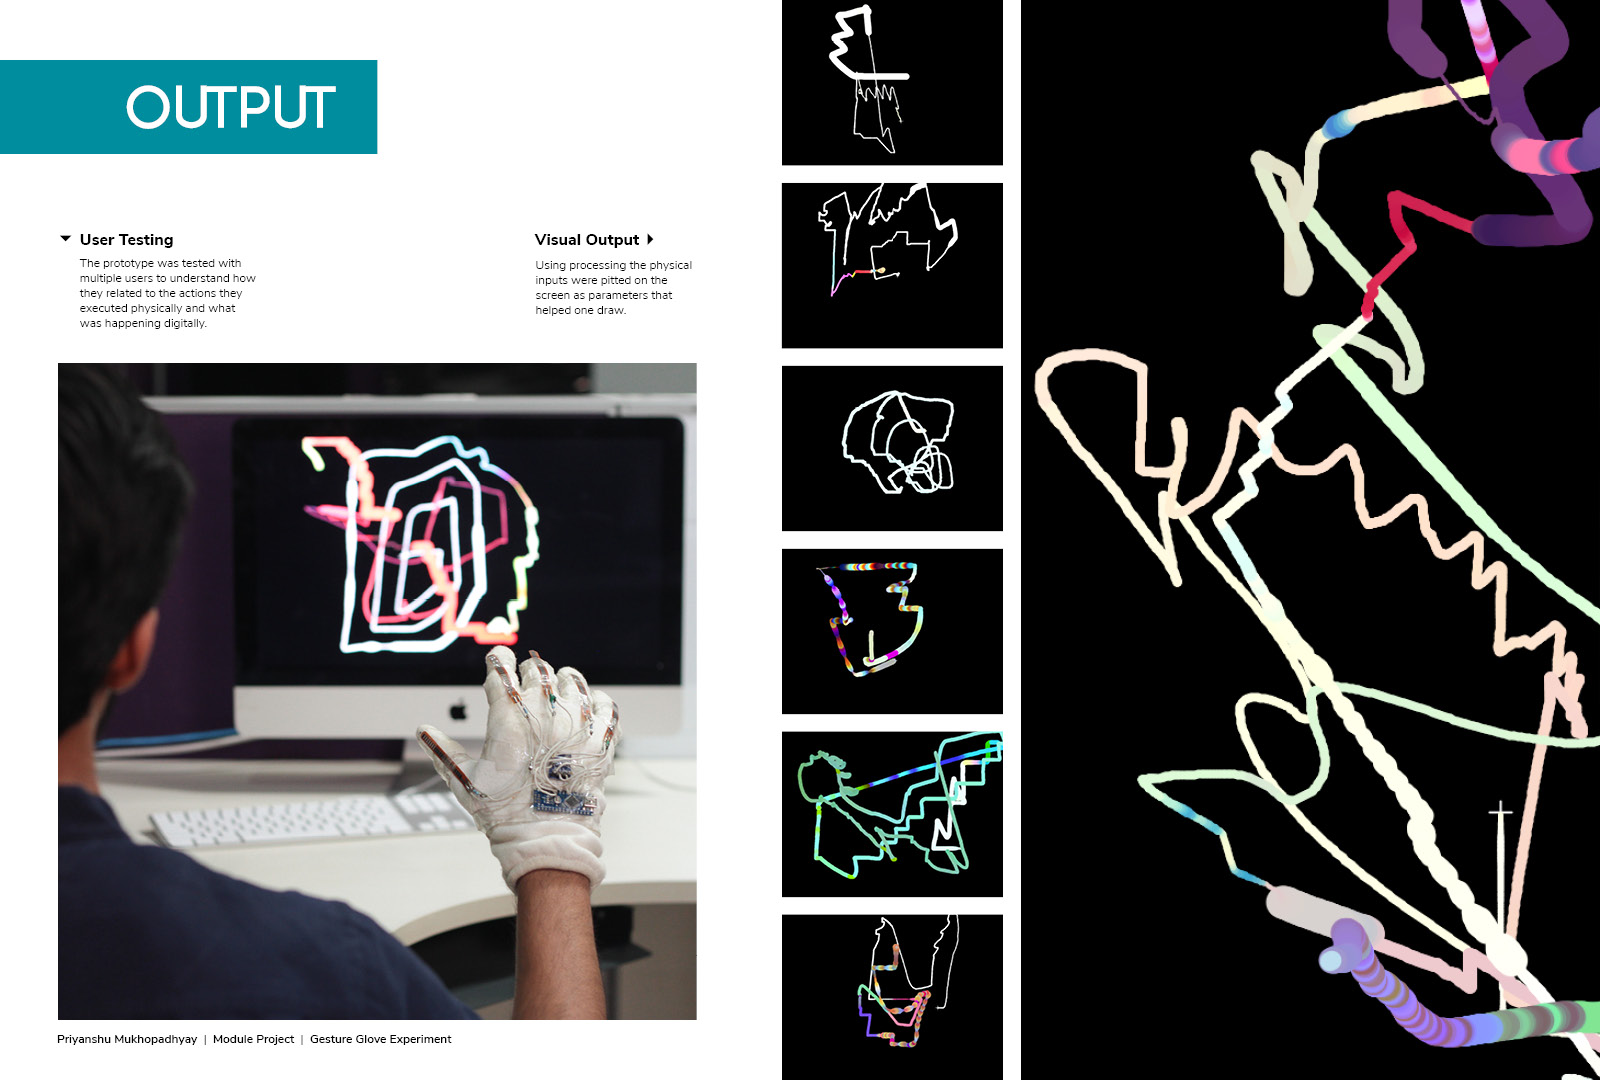 OUTPUT
User Testing
The prototype was tested with
multiple users to understand how
they related to the actions they
executed physically and what
was happening digitally.
Visual Output
Using processing the physical
inputs were pitted on the
screen as parameters that
helped one draw.
Priyanshu Mukhopadhyay | Module Project | Gesture Glove Experiment